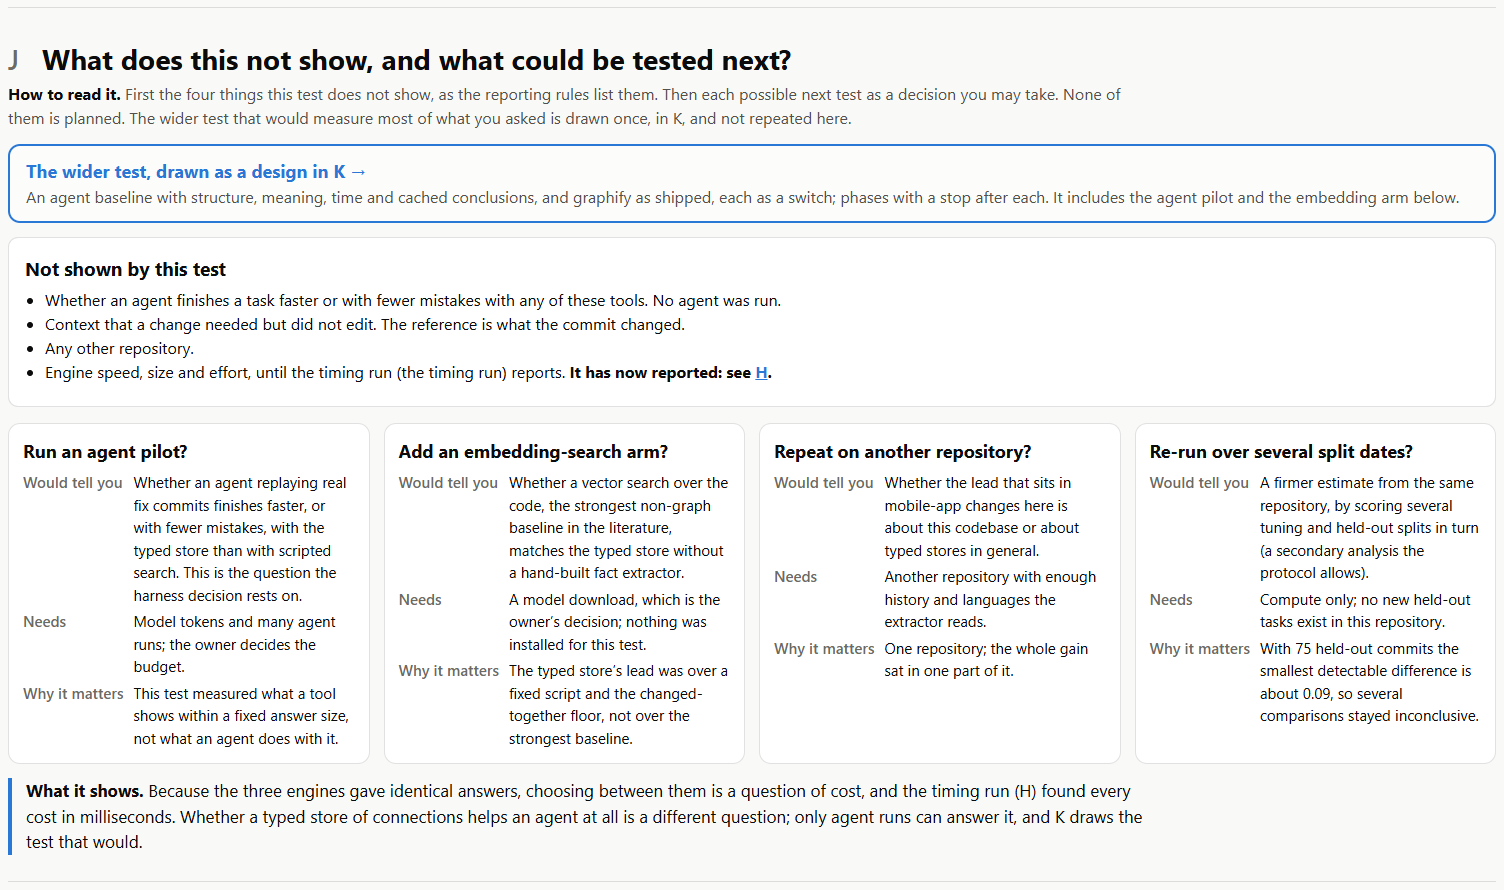 J What does this not show, and what could be tested next?
How to read it. First the four things this test does not show, as the reporting rules list them. Then each possible next test as a decision you may take. None of
them is planned. The wider test that would measure most of what you asked is drawn once, in K, and not repeated here.
The wider test, drawn as a design in K →
An agent baseline with structure, meaning, time and cached conclusions, and graphify as shipped, each as a switch; phases with a stop after each. It includes the agent pilot and the embedding arm below.
Not shown by this test
• Whether an agent finishes a task faster or with fewer mistakes with any of these tools. No agent was run.
• Context that a change needed but did not edit. The reference is what the commit changed.
• Any other repository.
• Engine speed, size and effort, until the timing run (the timing run) reports. It has now reported: see H.
Run an agent pilot?
Would tell you Whether an agent replaying real
fix commits finishes faster, or
with fewer mistakes, with the
typed store than with scripted
search. This is the question the
harness decision rests on.
Needs Model tokens and many agent
runs; the owner decides the
budget.
Why it matters This test measured what a tool
shows within a fixed answer size,
not what an agent does with it.
Add an embedding-search arm?
Would tell you Whether a vector search over the
code, the strongest non-graph
baseline in the literature,
matches the typed store without
a hand-built fact extractor.
Needs A model download, which is the
owner's decision; nothing was
installed for this test.
Why it matters The typed store's lead was over a
fixed script and the changed-
together floor, not over the
strongest baseline.
Repeat on another repository?
Would tell you Whether the lead that sits in
mobile-app changes here is
about this codebase or about
typed stores in general.
Needs Another repository with enough
history and languages the
extractor reads.
Why it matters One repository; the whole gain
sat in one part of it.
Re-run over several split dates?
Would tell you A firmer estimate from the same
repository, by scoring several
tuning and held-out splits in turn
(a secondary analysis the
protocol allows).
Needs Compute only; no new held-out
tasks exist in this repository.
Why it matters With 75 held-out commits the
smallest detectable difference is
about 0.09, so several
comparisons stayed inconclusive.
What it shows. Because the three engines gave identical answers, choosing between them is a question of cost, and the timing run (H) found every
cost in milliseconds. Whether a typed store of connections helps an agent at all is a different question; only agent runs can answer it, and K draws the
test that would.